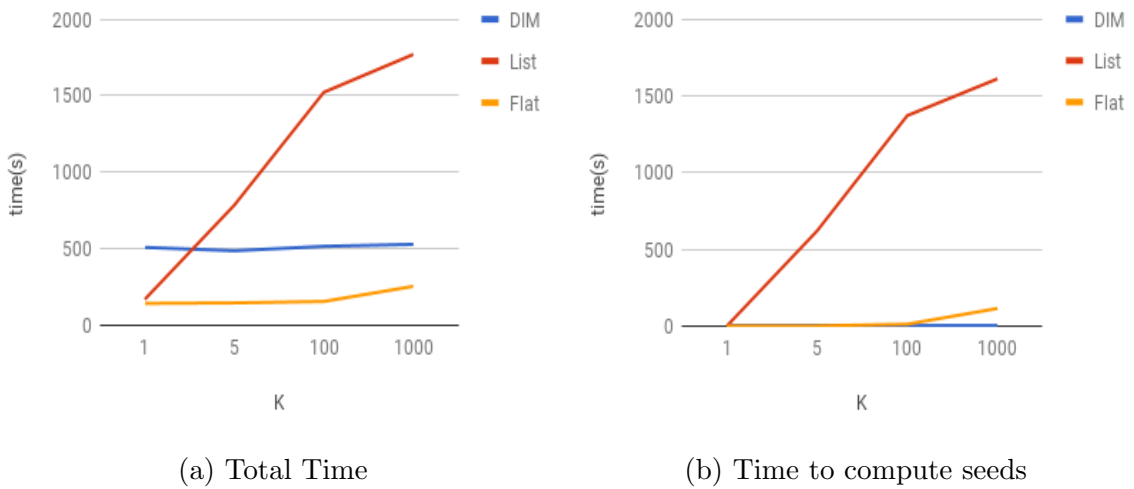 2000
1500
1000
500
0
time(s)
1 5 100 1000
K
DIM
List
Flat
(a) Total Time
2000
1500
1000
500
0
time(s)
1 5 100 1000
K
DIM
List
Flat
(b) Time to compute seeds